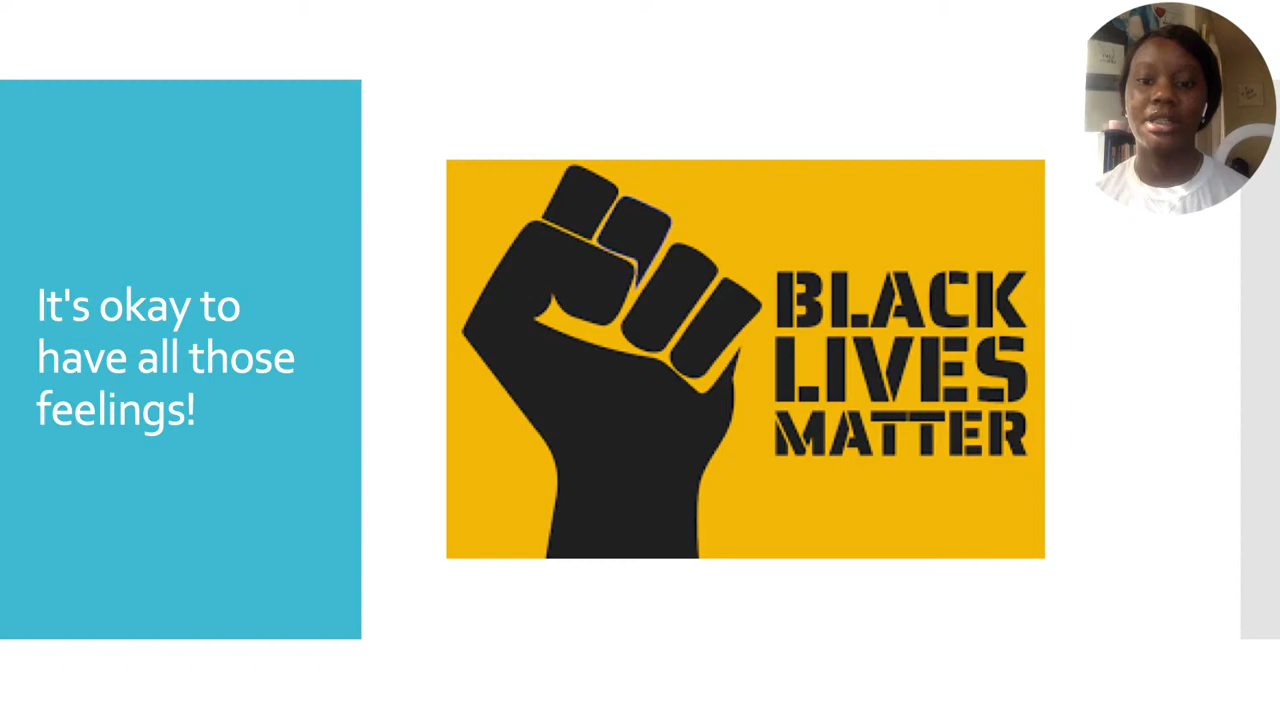 It's okay to
have all those
feelings!
BLACK
LIVES
MATTER